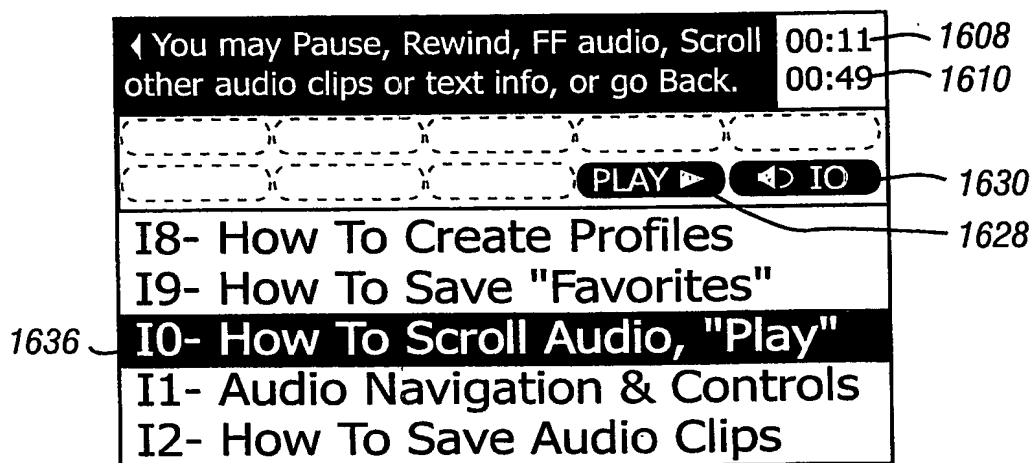 You may Pause, Rewind, FF audio, Scroll
other audio clips or text info, or go Back.
00:11
00:49
1608
1610
PLAY
IO
1630
1628
I8- How To Create Profiles
I9- How To Save "Favorites"
I0- How To Scroll Audio, "Play"
1636
I1- Audio Navigation & Controls
I2- How To Save Audio Clips